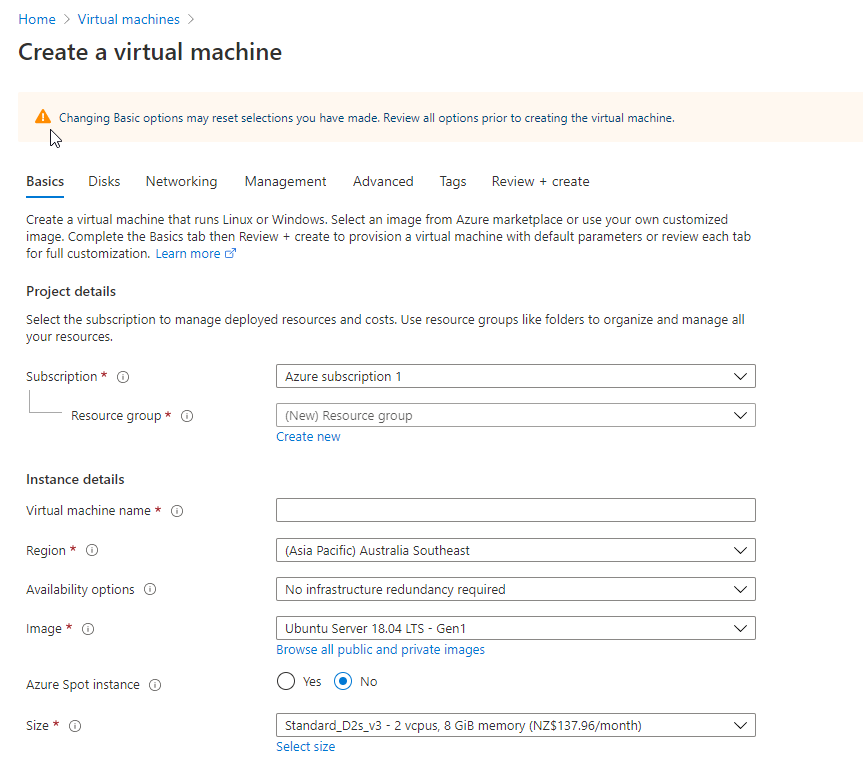 Home > Virtual machines >
Create a virtual machine
Changing Basic options may reset selections you have made. Review all options prior to creating the virtual machine.
Basics Disks Networking Management Advanced Tags Review + create
Create a virtual machine that runs Linux or Windows. Select an image from Azure marketplace or use your own customized
image. Complete the Basics tab then Review + create to provision a virtual machine with default parameters or review each tab
for full customization. Learn more
Project details
Select the subscription to manage deployed resources and costs. Use resource groups like folders to organize and manage all
your resources.
Subscription * Azure subscription 1
Resource group * (New) Resource group
Create new
Instance details
Virtual machine name *
Region * (Asia Pacific) Australia Southeast
Availability options No infrastructure redundancy required
Image * Ubuntu Server 18.04 LTS - Gen1
Browse all public and private images
Azure Spot instance Yes No
Size * Standard_D2s_v3 - 2 vcpus, 8 GiB memory (NZ$137.96/month)
Select size